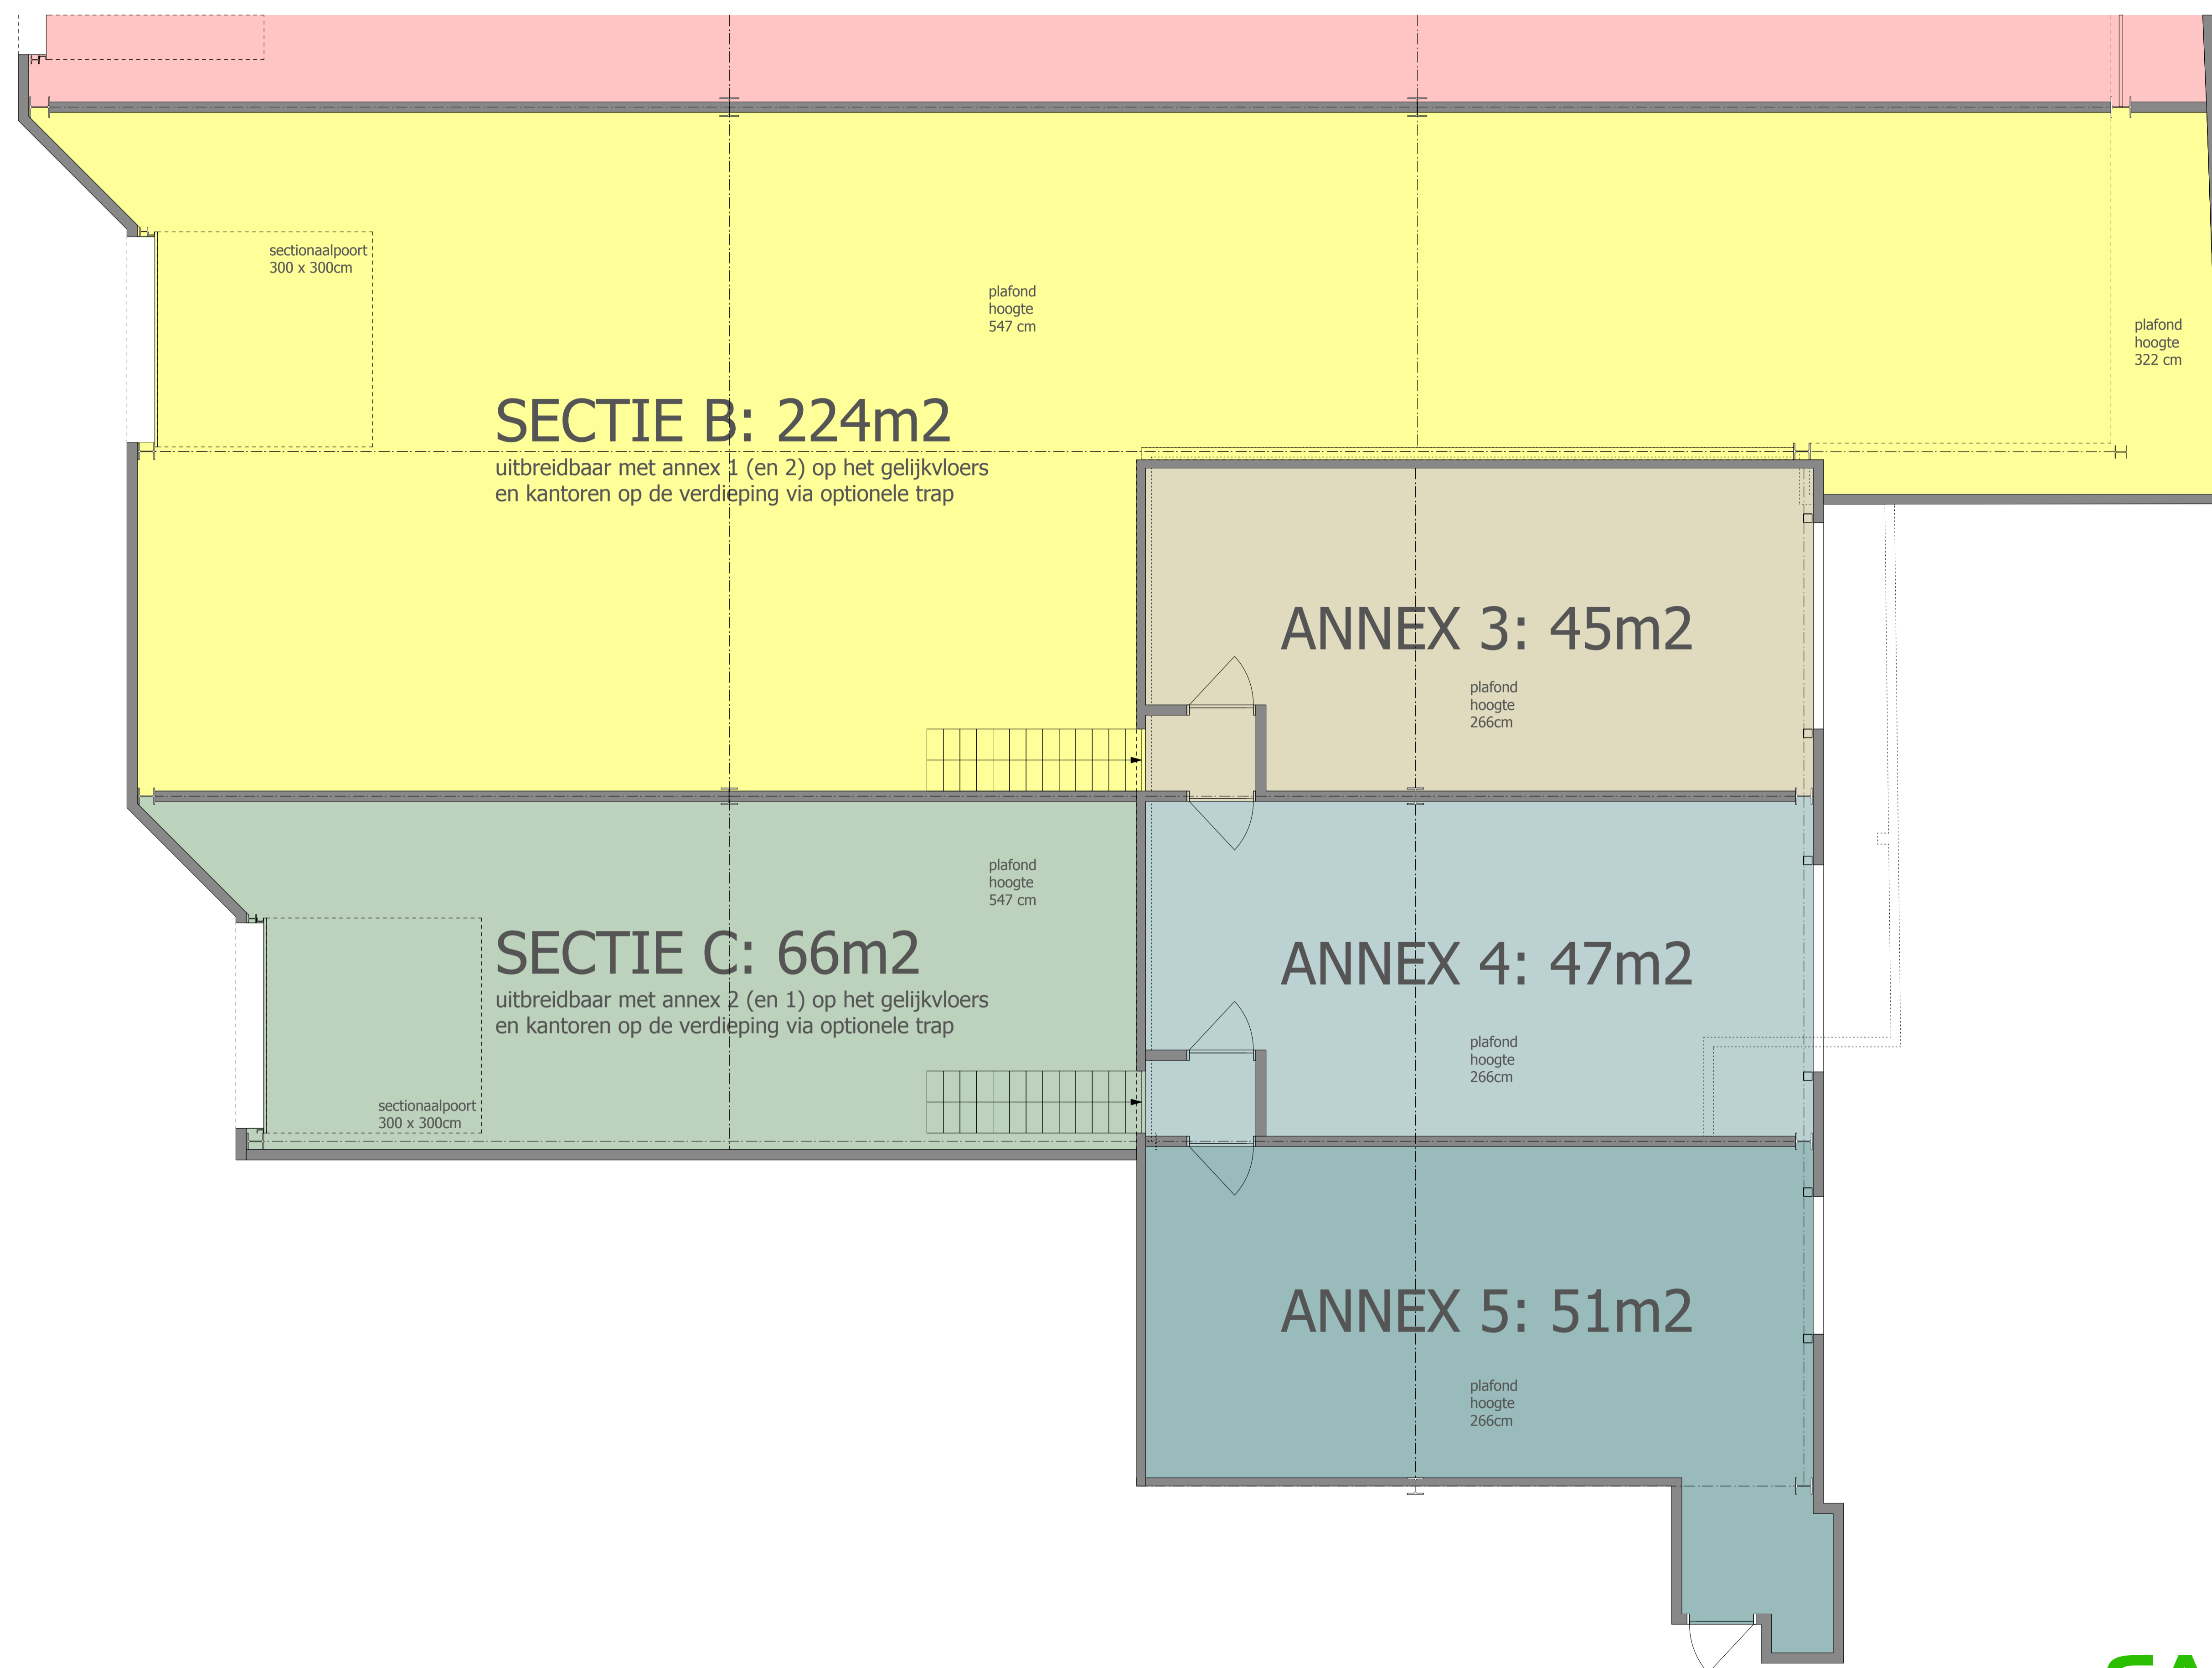 sectionaalpoort
300 x 300cm
plafond
hoogte
547 cm
plafond
hoogte
322 cm
SECTIE B: 224m2
uitbreidbaar met annex 1 (en 2) op het gelijkvloers
en kantoren op de verdieping via optionele trap
ANNEX 3: 45m2
plafond
hoogte
266cm
plafond
hoogte
547 cm
SECTIE C: 66m2
uitbreidbaar met annex 2 (en 1) op het gelijkvloers
en kantoren op de verdieping via optionele trap
ANNEX 4: 47m2
plafond
hoogte
266cm
sectionaalpoort
300 x 300cm
ANNEX 5: 51m2
plafond
hoogte
266cm